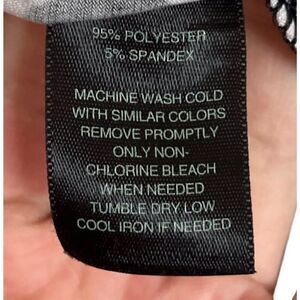 95% POLYESTER
5% SPANDEX
MACHINE WASH COLD
WITH SIMILAR COLORS
REMOVE PROMPTLY
ONLY NON-
CHLORINE BLEACH
WHEN NEEDED
TUMBLE DRY LOW
COOL IRON IF NEEDED